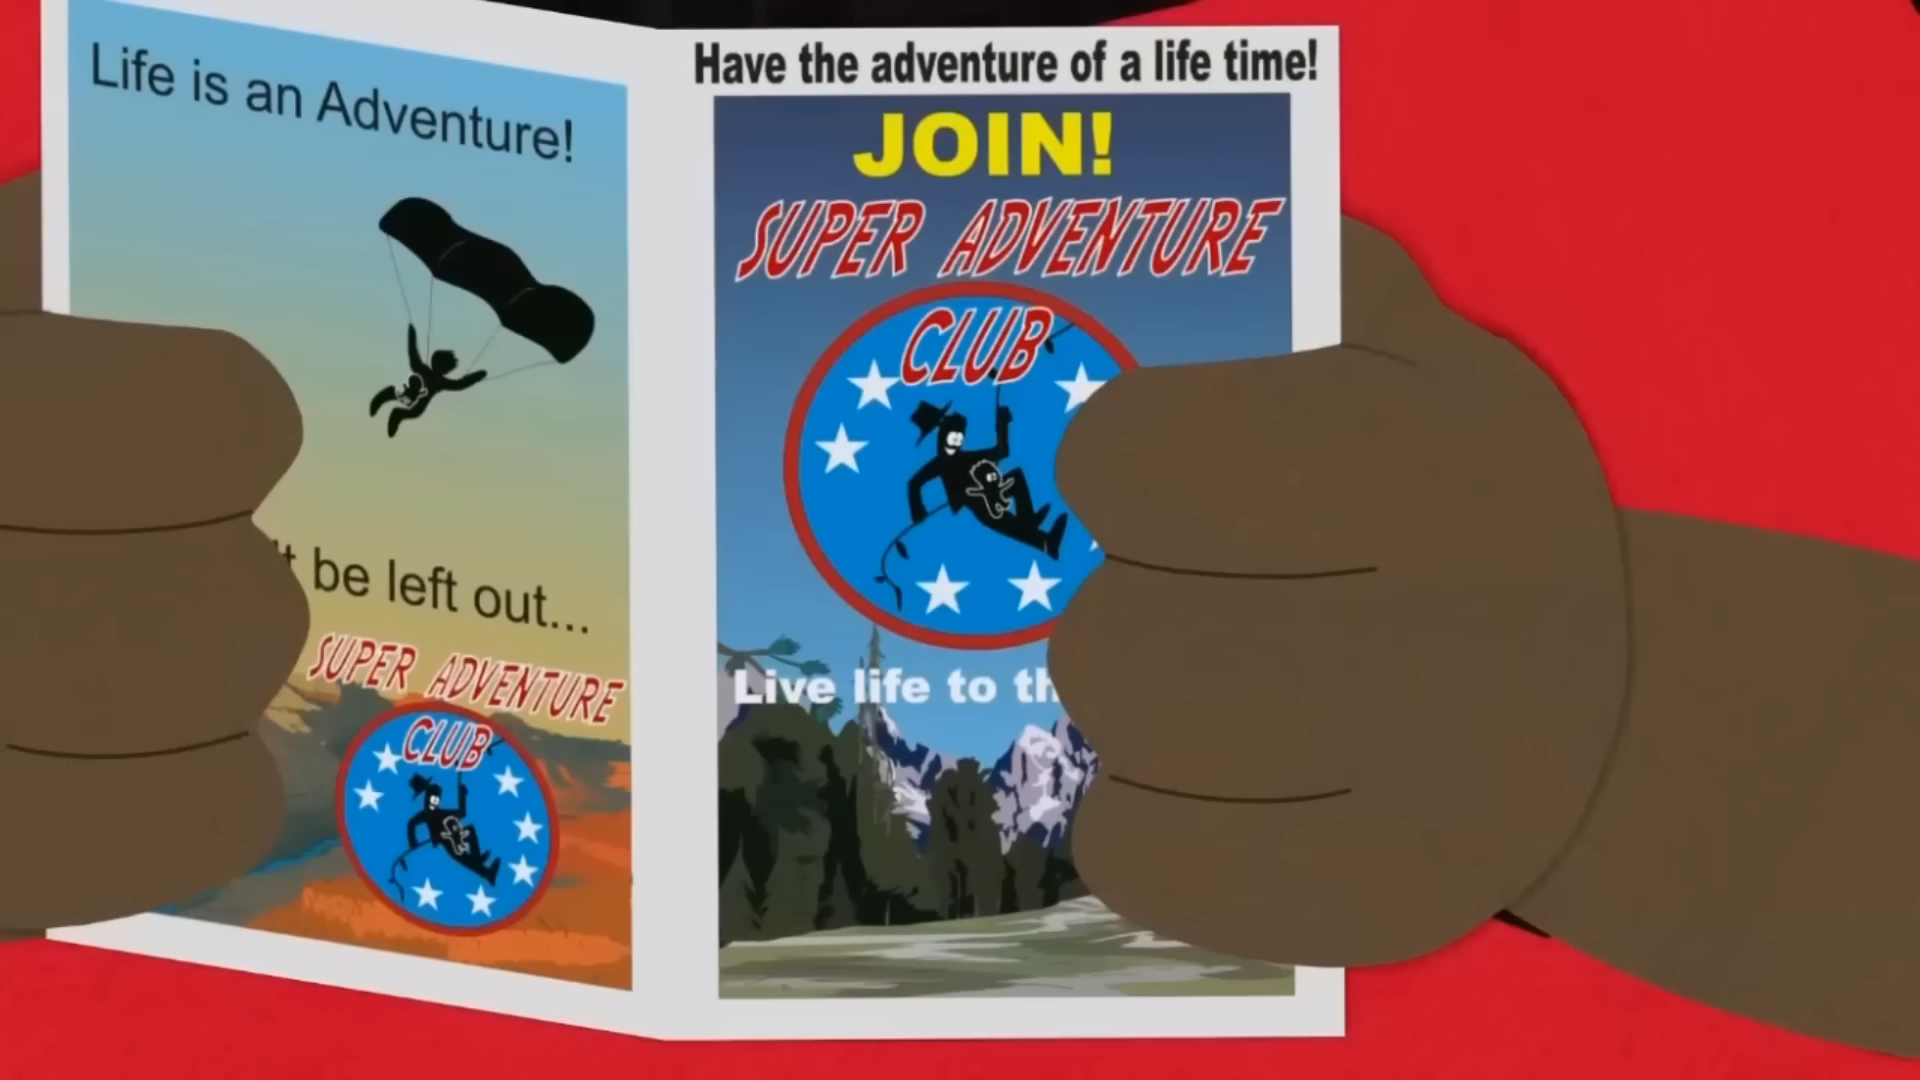 Life is an Adventure!
be left out...
SUPER ADVENTURE
CLUB
Have the adventure of a life time!
JOIN!
SUPER ADVENTURE
CLUB
Live life to